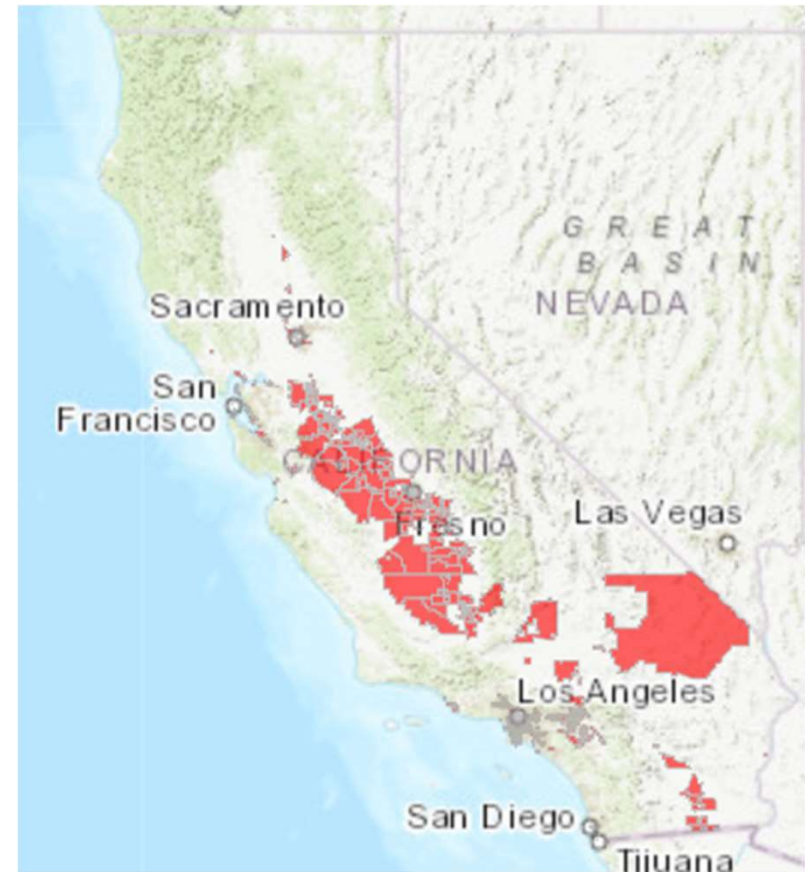 GREAT
BASIN
NEVADA
Sacramento
San
Francisco
CALIFORNIA
Fresno
Las Vegas
Los Angeles
San Diego
Tijuana